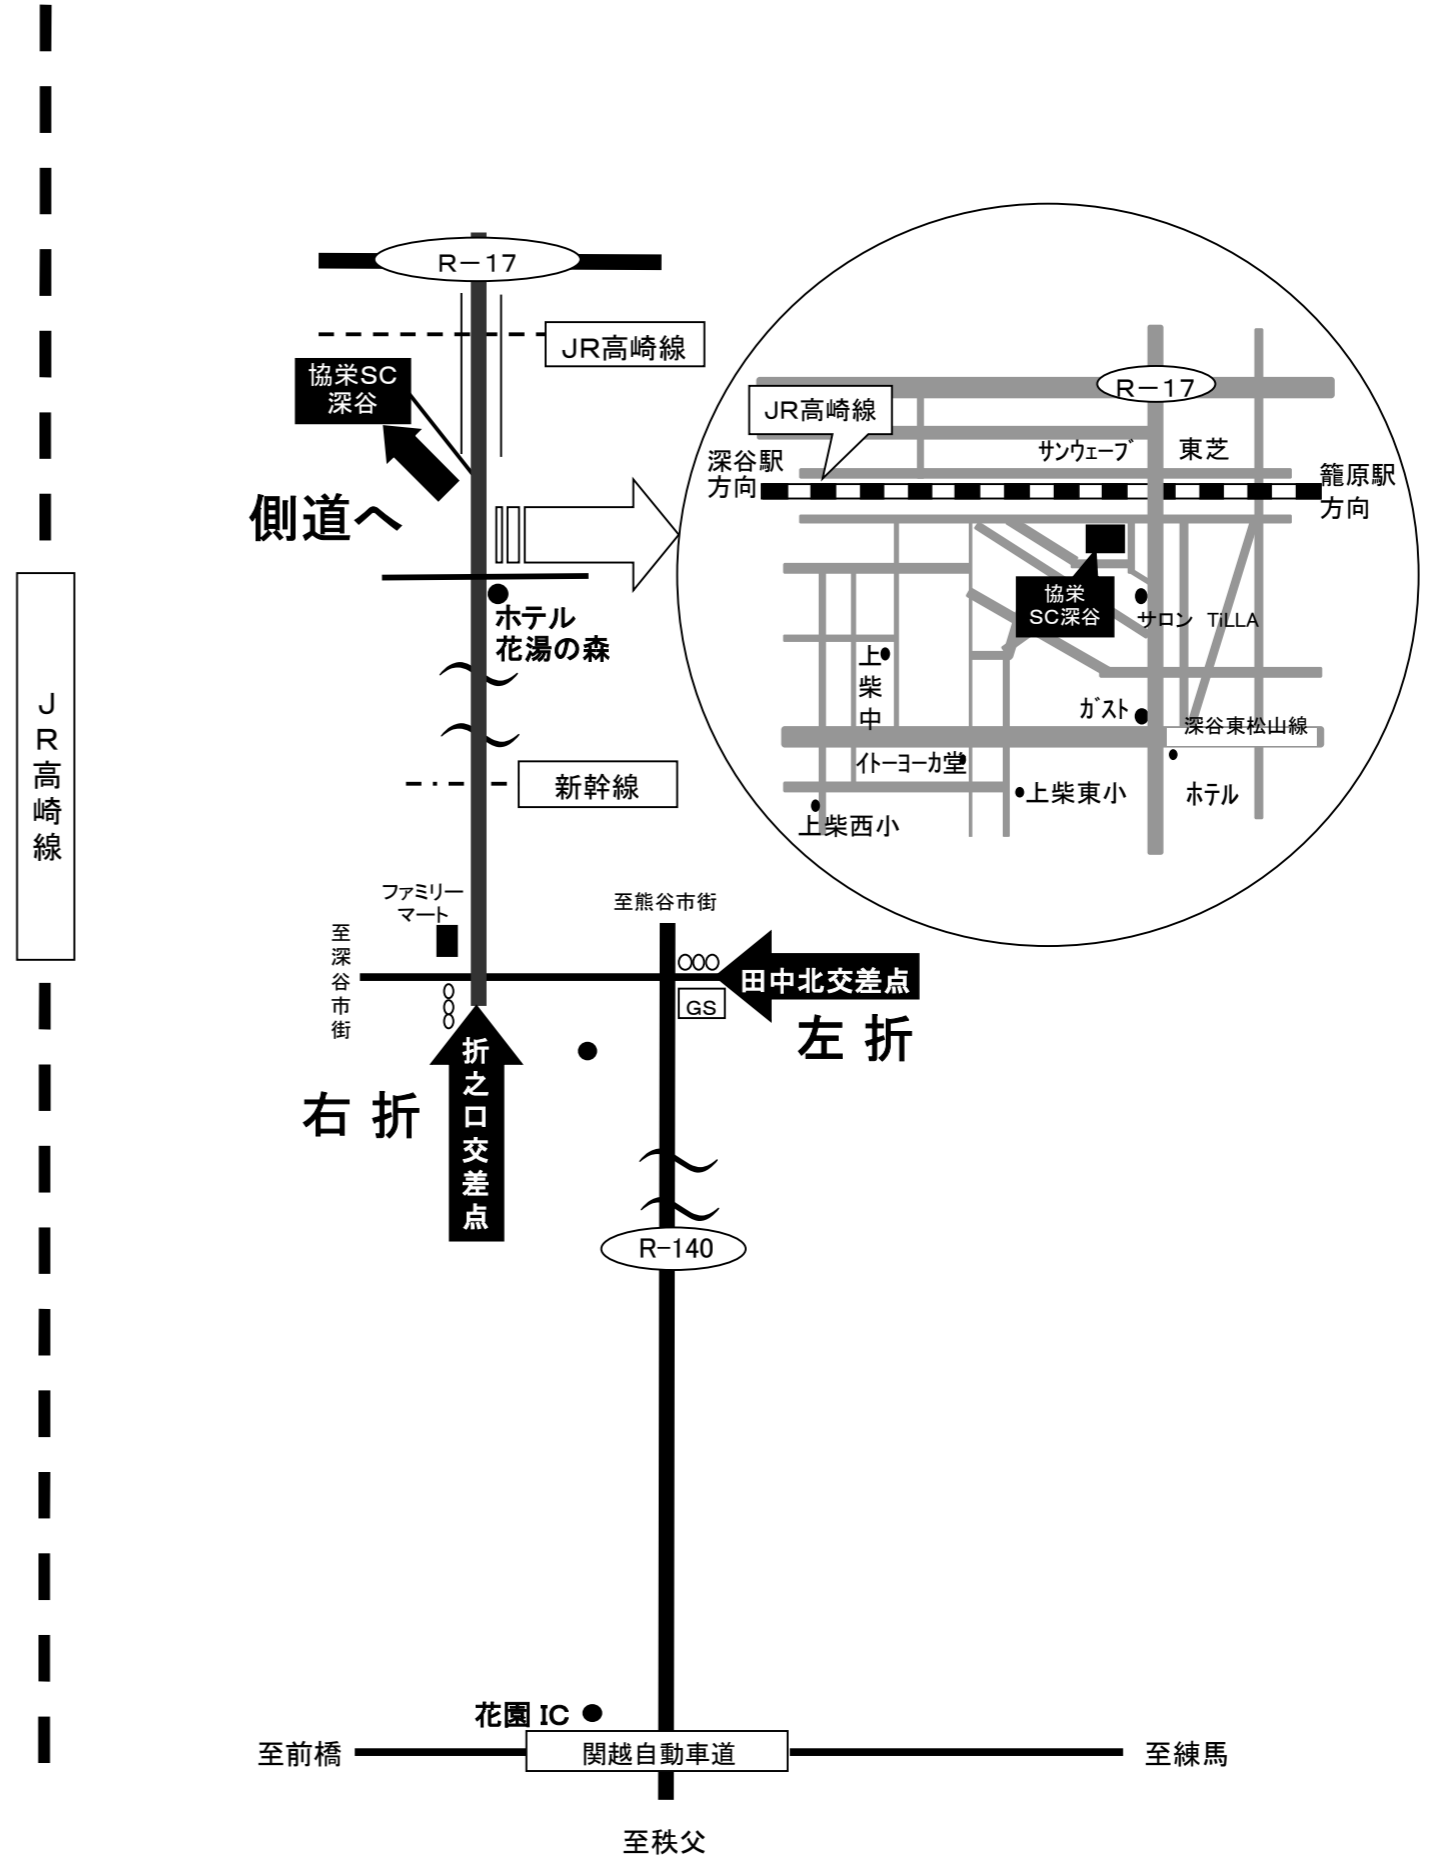 R－17
JR高崎線
協栄SC
深谷
側道へ
ホテル
花湯の森
新幹線
JR高崎線
R－17
JR高崎線
サンウェーブ
東芝
深谷駅
方向
籠原駅
方向
協栄
SC深谷
サロン TiLLA
上柴中
ガスト
深谷東松山線
イトーヨーカ堂
上柴東小
ホテル
上柴西小
ファミリー
マート
至熊谷市街
至深谷市街
田中北交差点
GS
左折
折之口交差点
右折
R-140
花園 IC
至前橋
関越自動車道
至練馬
至秩父